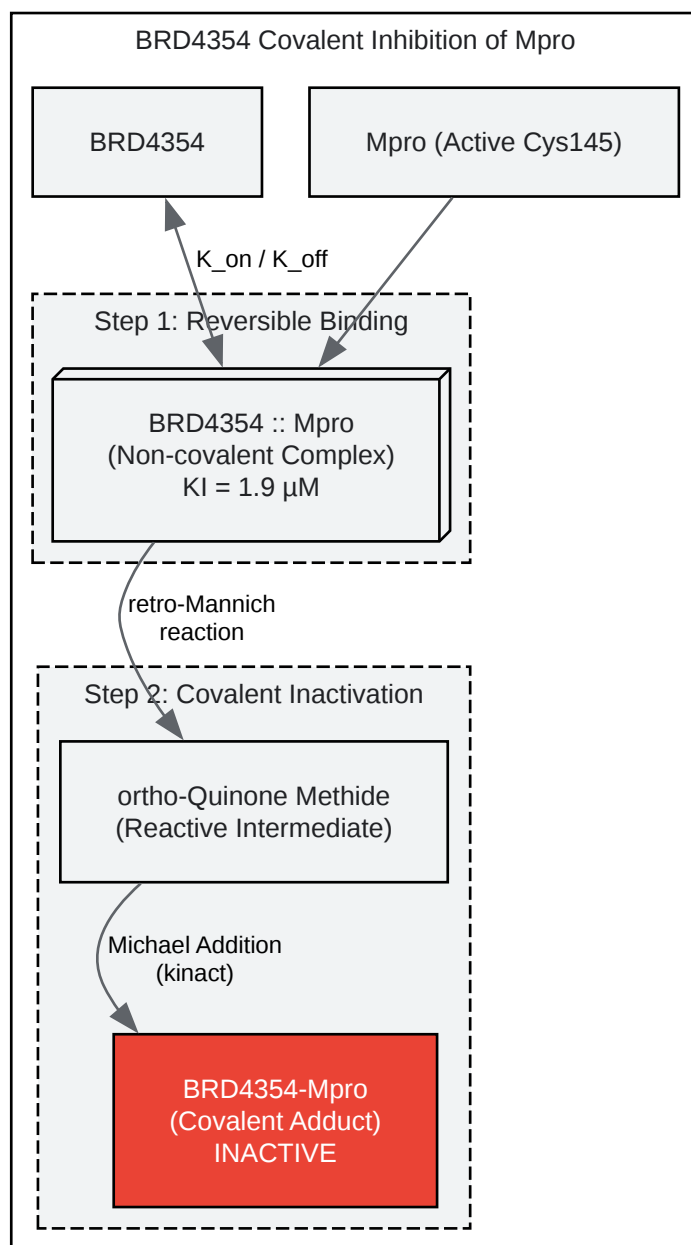 BRD4354 Covalent Inhibition of Mpro
BRD4354
Mpro (Active Cys145)
K_on / K_off
Step 1: Reversible Binding
BRD4354 :: Mpro
(Non-covalent Complex)
KI = 1.9 µM
retro-Mannich
reaction
Step 2: Covalent Inactivation
ortho-Quinone Methide
(Reactive Intermediate)
Michael Addition
(kinact)
BRD4354-Mpro
(Covalent Adduct)
INACTIVE